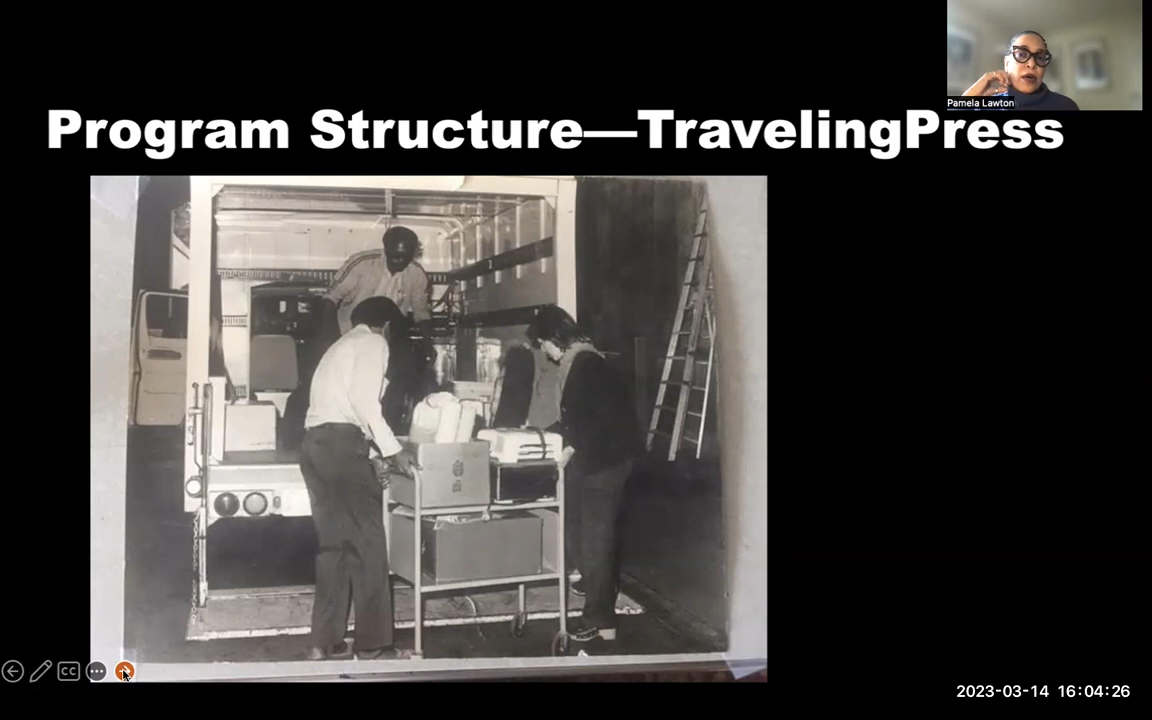 Pamela Lawton
Program Structure—TravelingPress
CC
2023-03-14 16:04:26